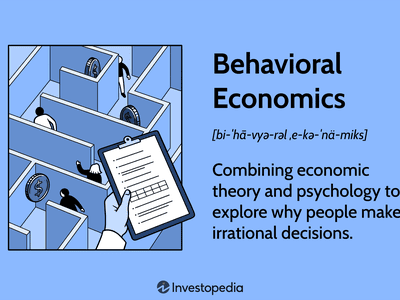 Behavioral
Economics
[bi-ˈhā-vyə-rəl ˌe-kə-ˈnä-miks]
Combining economic
theory and psychology to
explore why people make
irrational decisions.
Investopedia